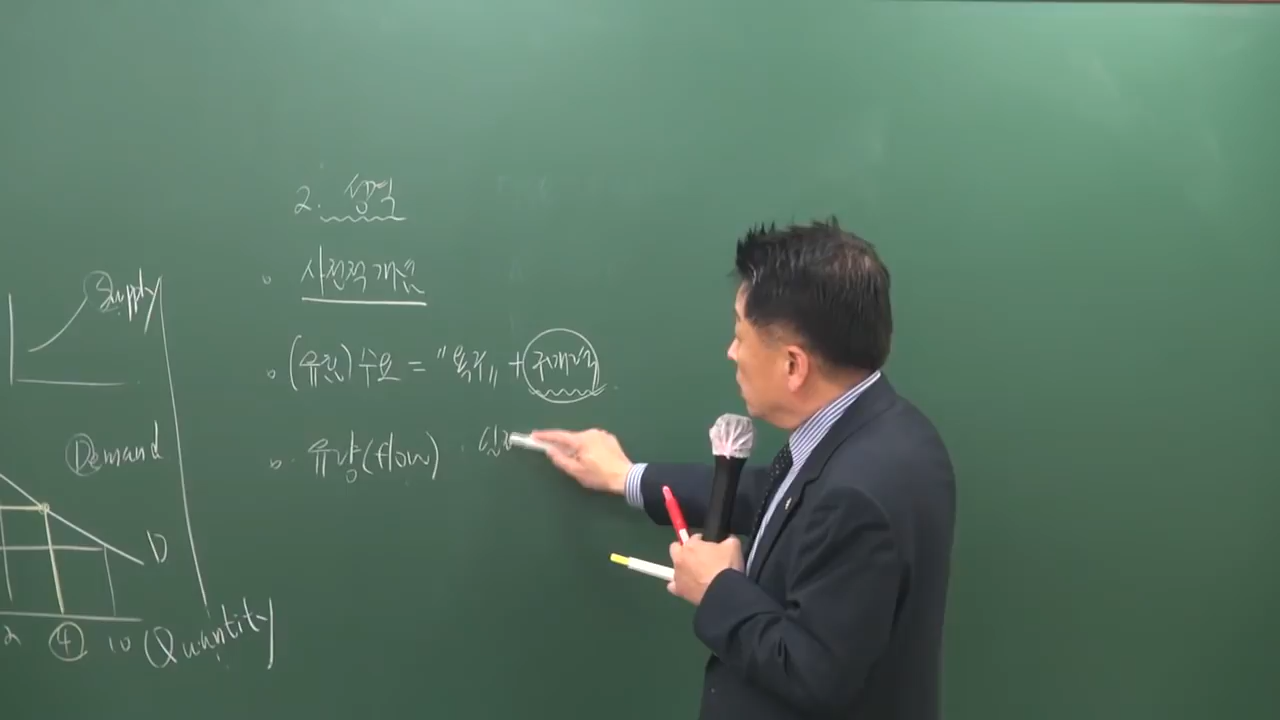 Supply
Demand
D
2 4 10 (Quantity)
2. 성격
• 사전적 개념
• (유효) 수요 = "욕구" + 구매력
• 유량(flow)